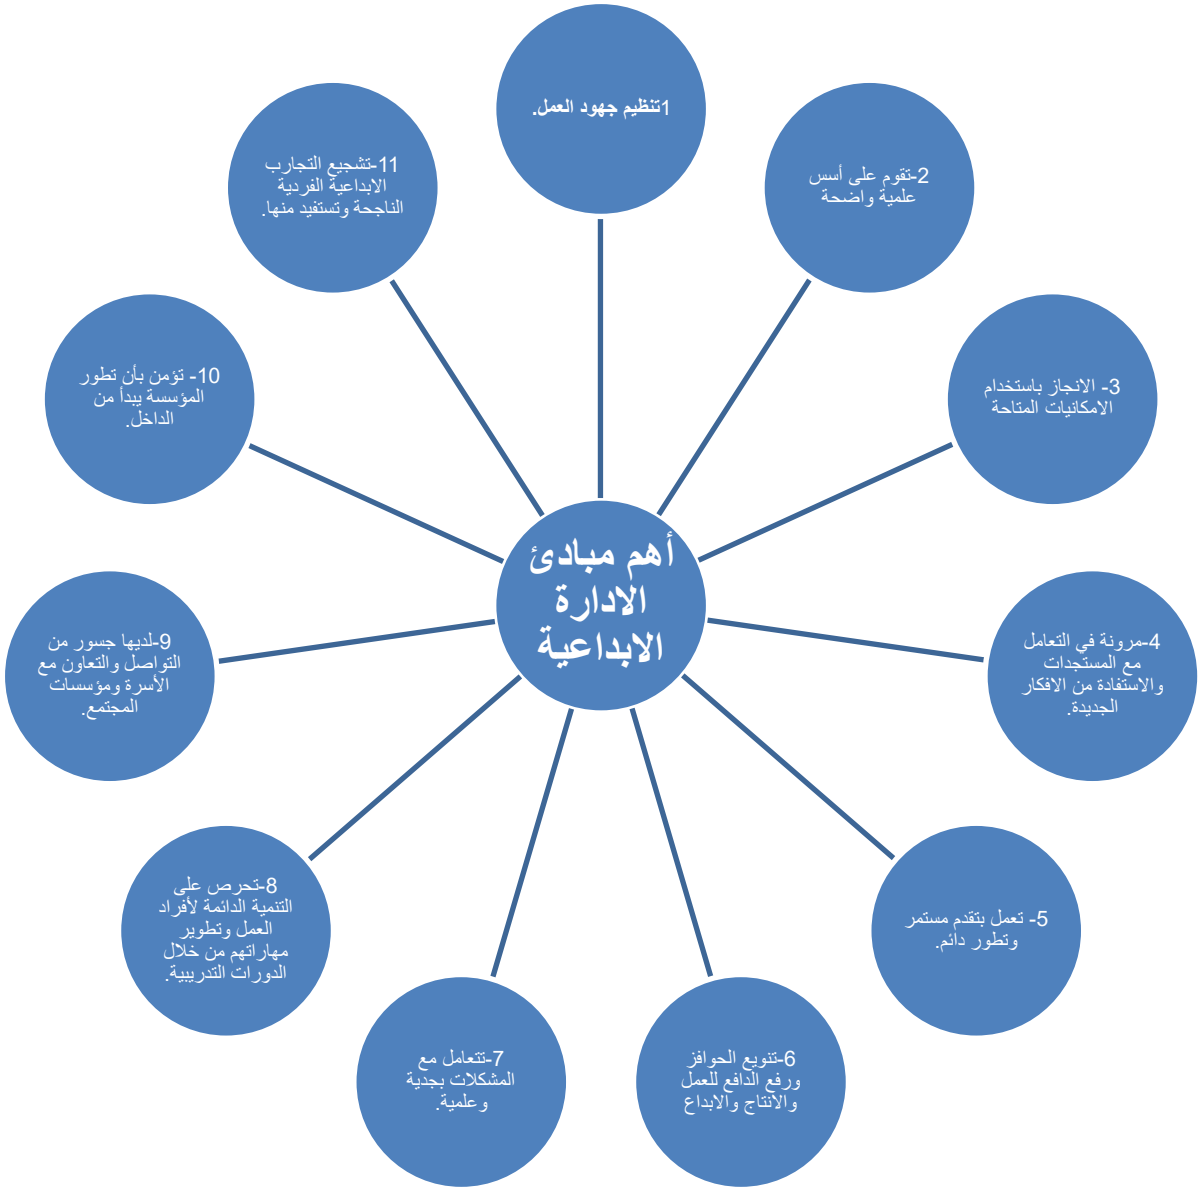 أهم مبادئ
الادارة
الابداعية
1تنظيم جهود العمل.
2-تقوم على أسس
علمية واضحة
3- الانجاز باستخدام
الامكانيات المتاحة
4-مرونة في التعامل
مع المستجدات
والاستفادة من الافكار
الجديدة.
5- تعمل بتقدم مستمر
وتطور دائم.
6-تنويع الحوافز
ورفع الدافع للعمل
والانتاج والابداع
7-تتعامل مع
المشكلات بجدية
وعلمية.
8-تحرص على
التنمية الدائمة لأفراد
العمل وتطوير
مهاراتهم من خلال
الدورات التدريبية.
9-لديها جسور من
التواصل والتعاون مع
الأسرة ومؤسسات
المجتمع.
10- تؤمن بأن تطور
المؤسسة يبدأ من
الداخل.
11-تشجيع التجارب
الابداعية الفردية
الناجحة وتستفيد منها.